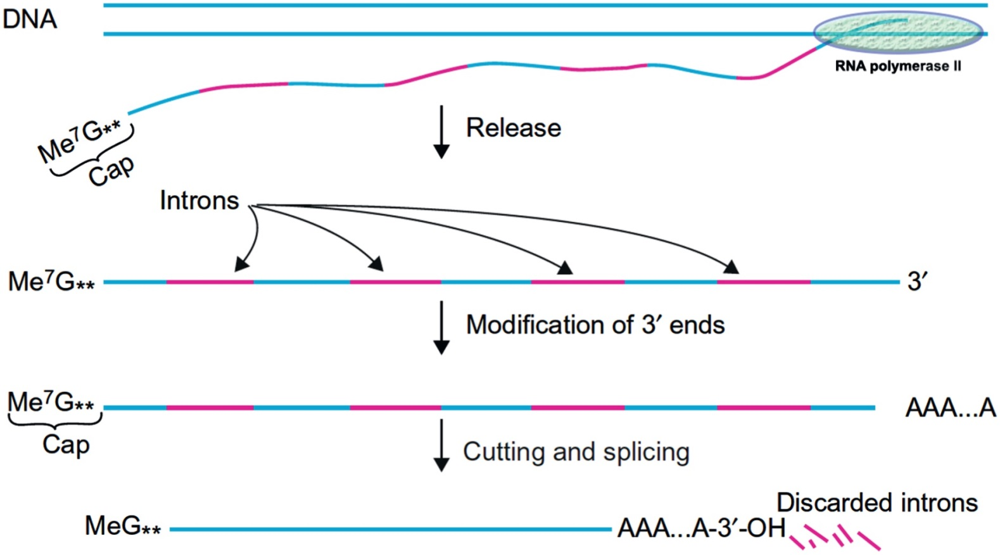 DNA
RNA polymerase II
Me⁷G**
Cap
Release
Introns
Me⁷G** 3′
Modification of 3′ ends
Me⁷G** AAA...A
Cap
Cutting and splicing
Discarded introns
MeG** AAA...A-3′-OH